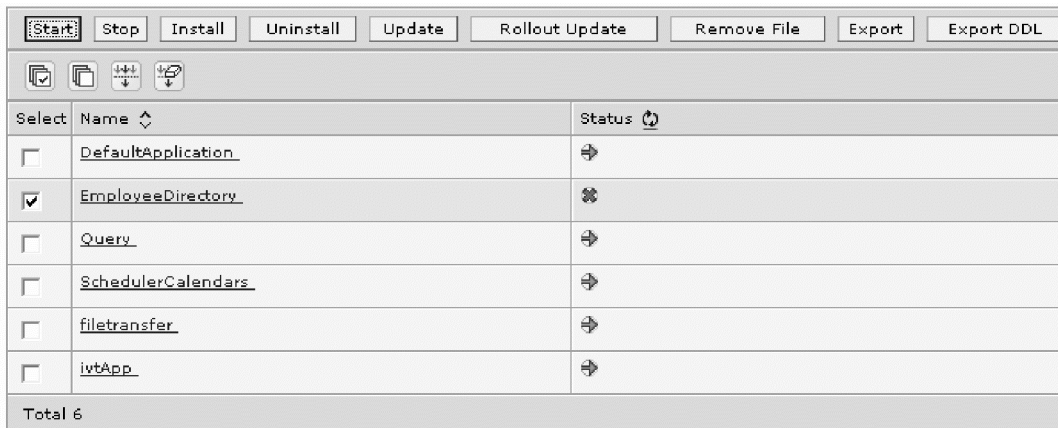 Start Stop Install Uninstall Update Rollout Update Remove File Export Export DDL
Select Name Status
DefaultApplication
EmployeeDirectory
Query
SchedulerCalendars
filetransfer
ivtApp
Total 6